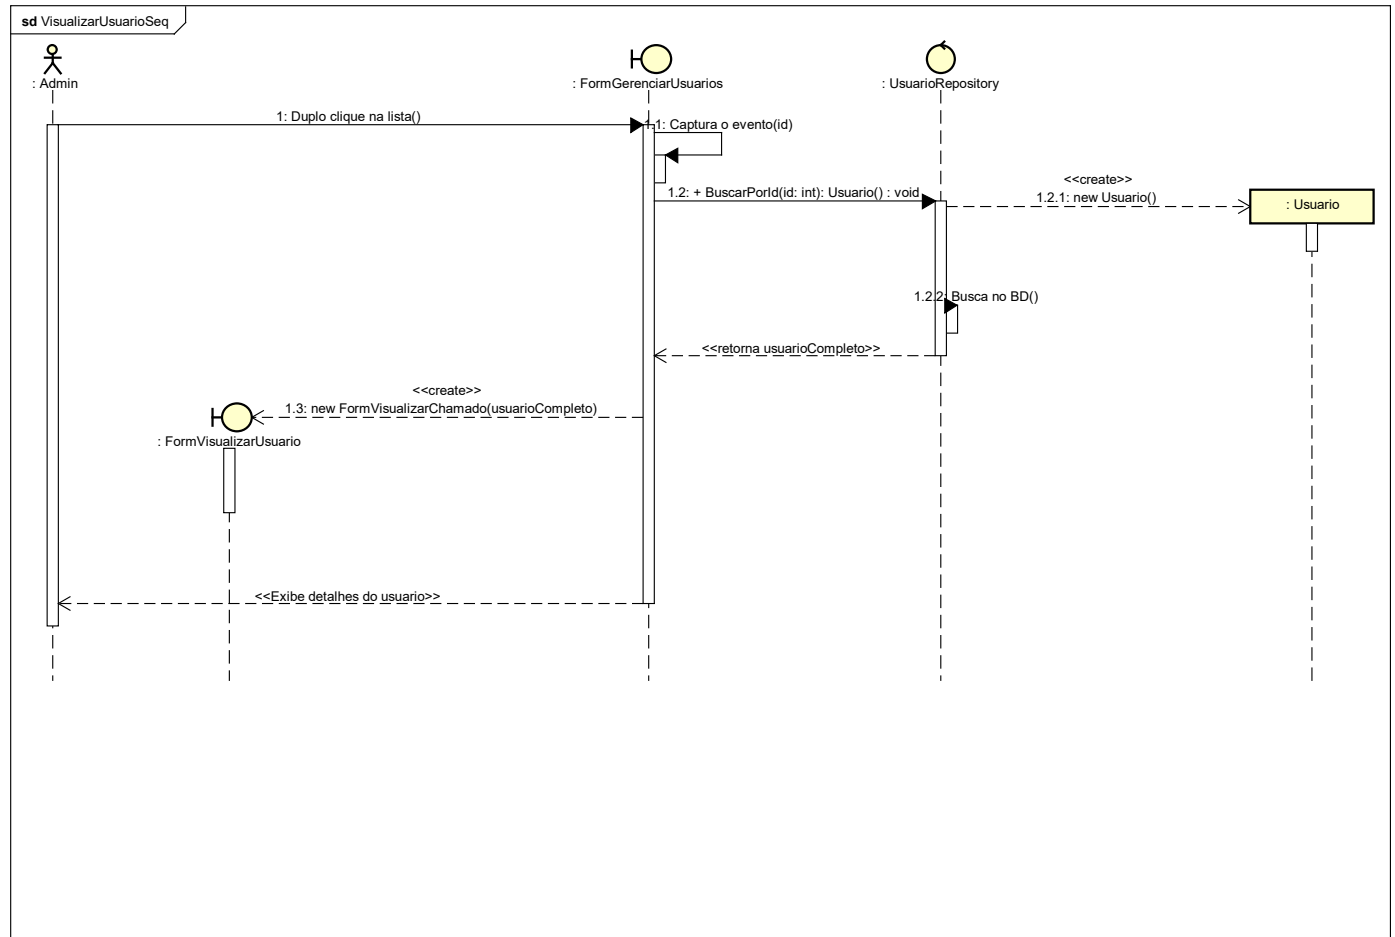 sd VisualizarUsuarioSeq
: Admin
: FormGerenciarUsuarios
: UsuarioRepository
1: Duplo clique na lista()
1.1: Captura o evento(id)
1.2: + BuscarPorId(id: int): Usuario() : void
<<create>>
1.2.1: new Usuario()
: Usuario
1.2.2: Busca no BD()
<<retorna usuarioCompleto>>
<<create>>
1.3: new FormVisualizarChamado(usuarioCompleto)
: FormVisualizarUsuario
<<Exibe detalhes do usuario>>